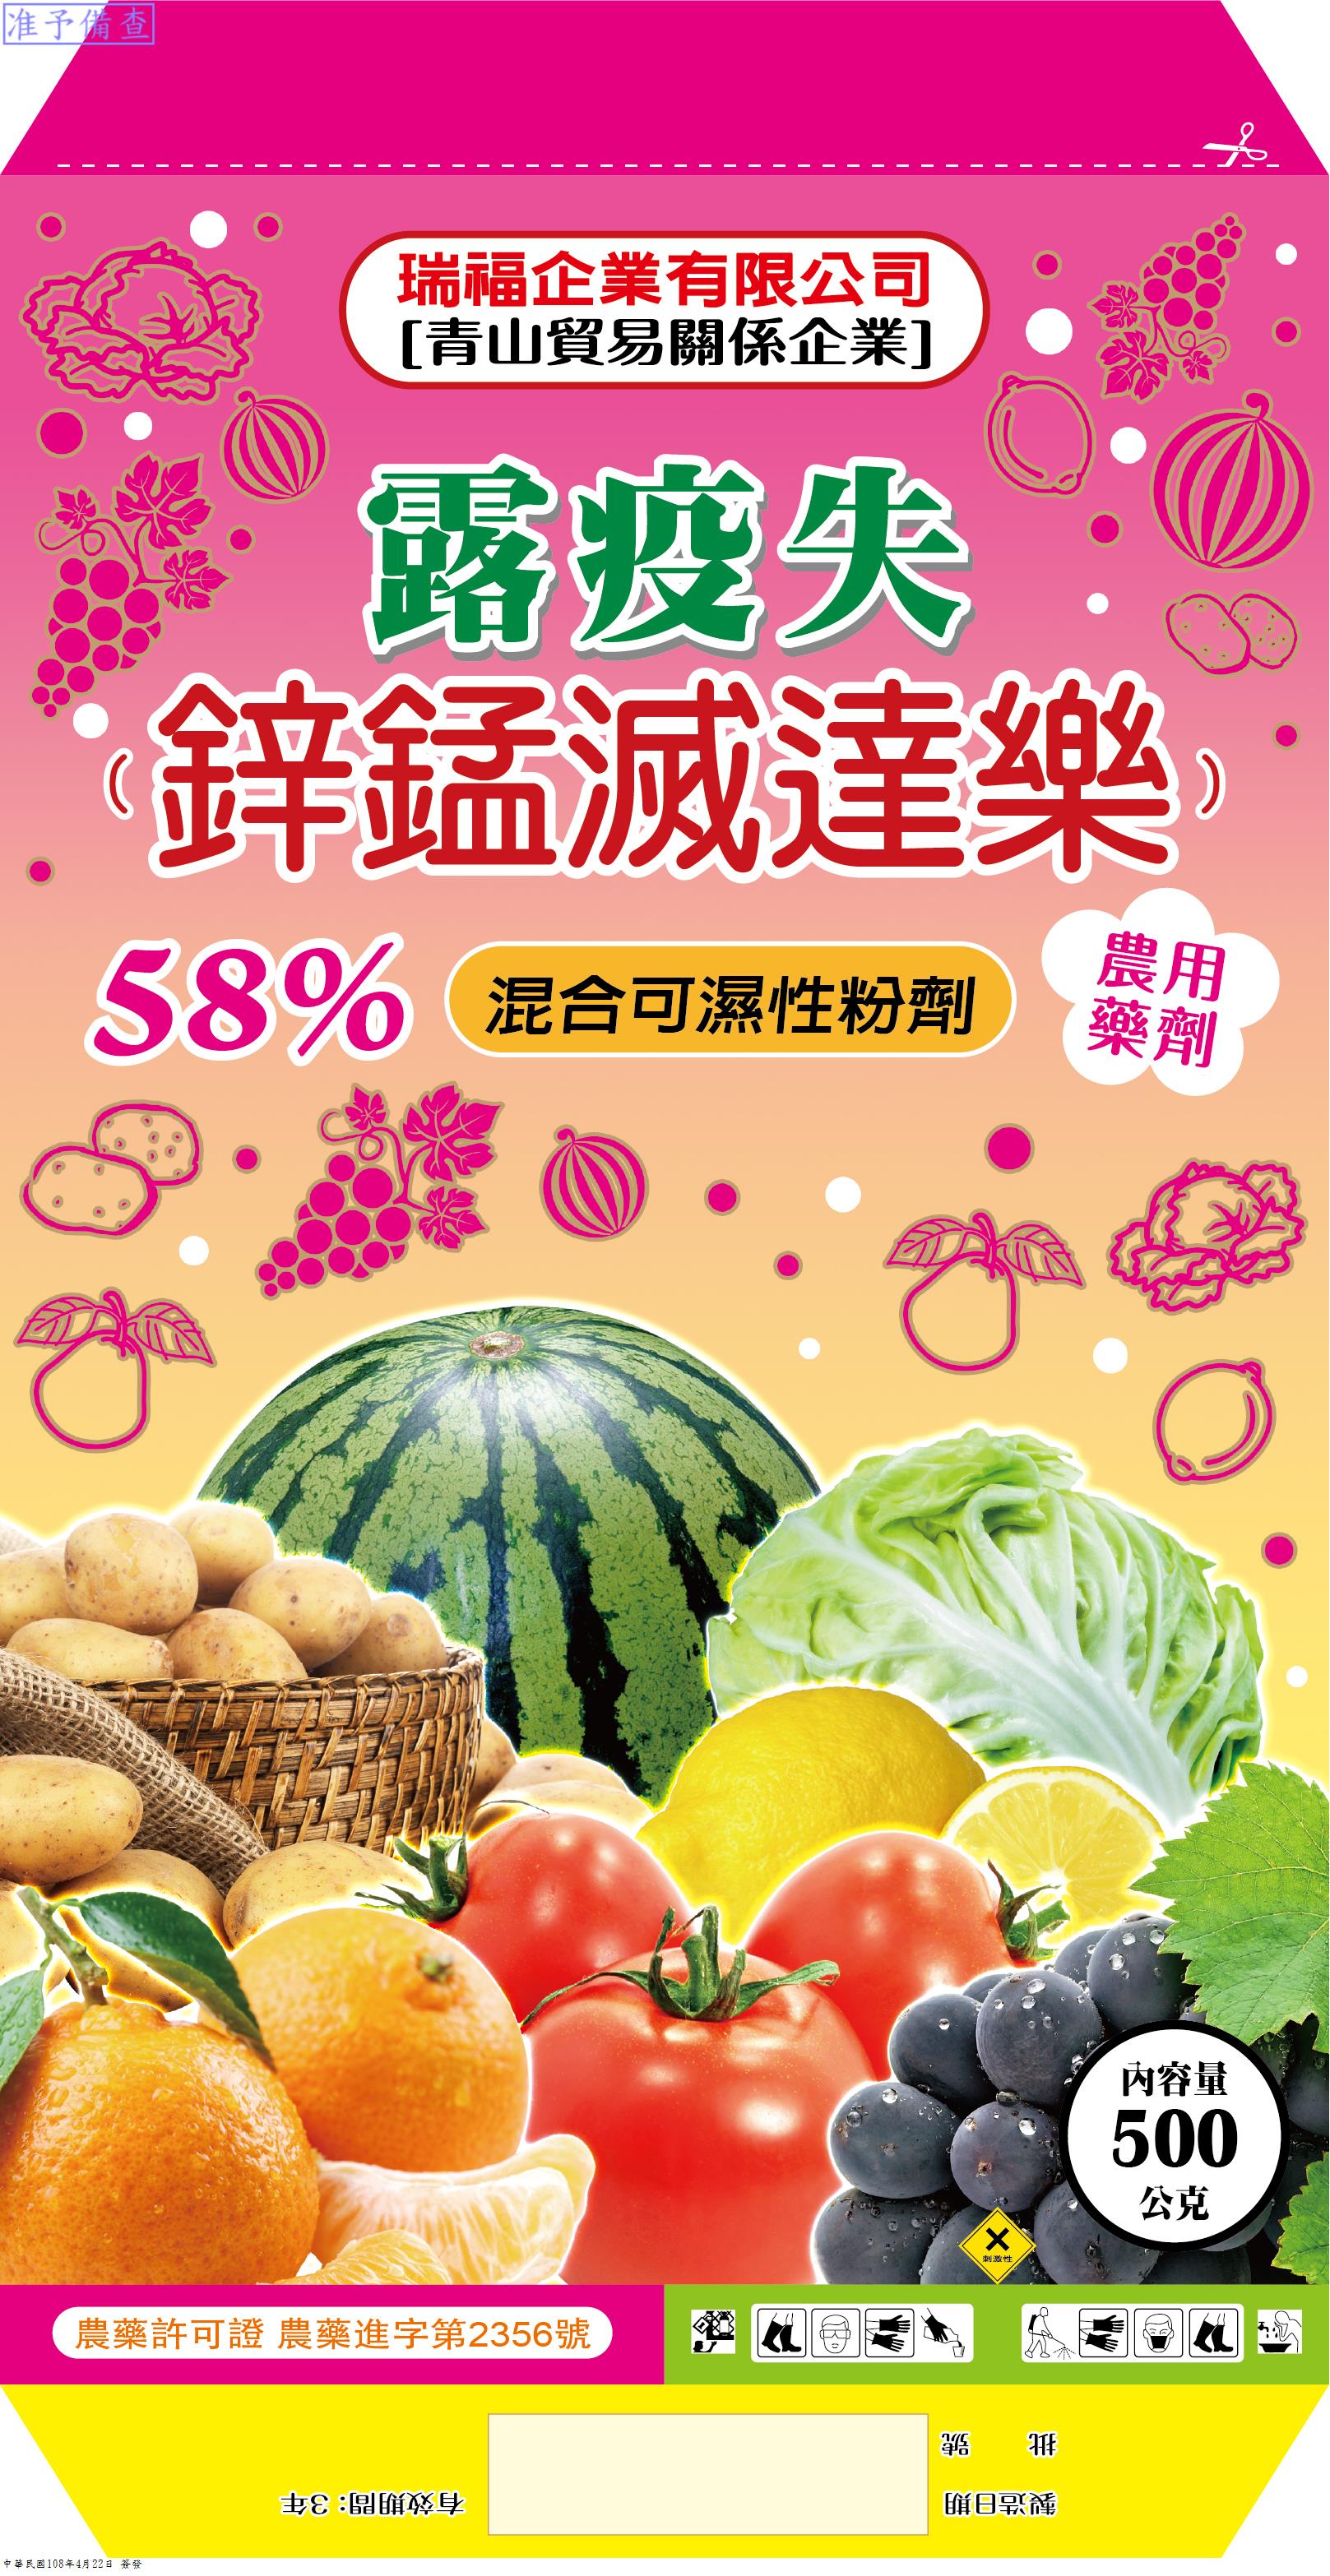 准予備查
瑞福企業有限公司
[青山貿易關係企業]
露疫失
(鋅錳滅達樂)
58%
混合可濕性粉劑
農用
藥劑
內容量
500
公克
刺激性
農藥許可證 農藥進字第2356號
批 號
製造日期
有效期間:3年
中華民國108年4月22日 簽發